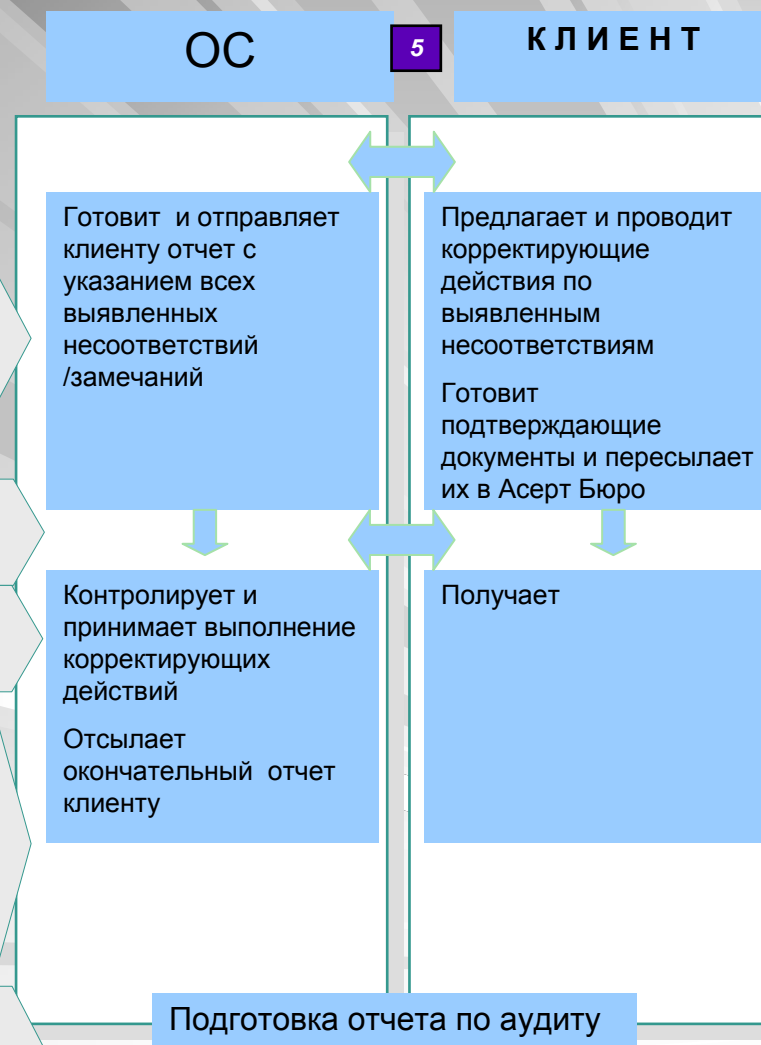 ОС
5
К Л И Е Н Т
Готовит и отправляет
клиенту отчет с
указанием всех
выявленных
несоответствий
/замечаний
Предлагает и проводит
корректирующие
действия по
выявленным
несоответствиям
Готовит
подтверждающие
документы и пересылает
их в Асерт Бюро
Контролирует и
принимает выполнение
корректирующих
действий
Отсылает
окончательный отчет
клиенту
Получает
Подготовка отчета по аудиту